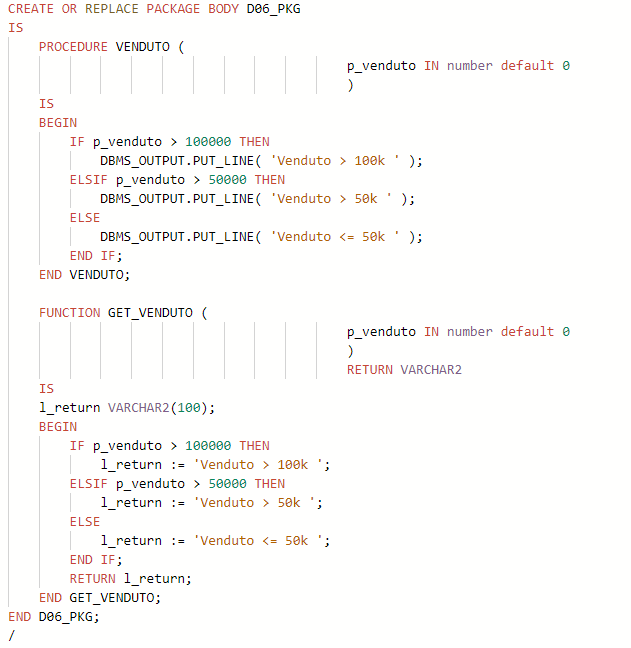 CREATE OR REPLACE PACKAGE BODY D06_PKG
IS
    PROCEDURE VENDUTO (
                                            p_venduto IN number default 0
                                            )
    IS
    BEGIN
        IF p_venduto > 100000 THEN
            DBMS_OUTPUT.PUT_LINE( 'Venduto > 100k ' );
        ELSIF p_venduto > 50000 THEN
            DBMS_OUTPUT.PUT_LINE( 'Venduto > 50k ' );
        ELSE
            DBMS_OUTPUT.PUT_LINE( 'Venduto <= 50k ' );
        END IF;
    END VENDUTO;

    FUNCTION GET_VENDUTO (
                                            p_venduto IN number default 0
                                            )
                                            RETURN VARCHAR2
    IS
    l_return VARCHAR2(100);
    BEGIN
        IF p_venduto > 100000 THEN
            l_return := 'Venduto > 100k ';
        ELSIF p_venduto > 50000 THEN
            l_return := 'Venduto > 50k ';
        ELSE
            l_return := 'Venduto <= 50k ';
        END IF;
        RETURN l_return;
    END GET_VENDUTO;
END D06_PKG;
/